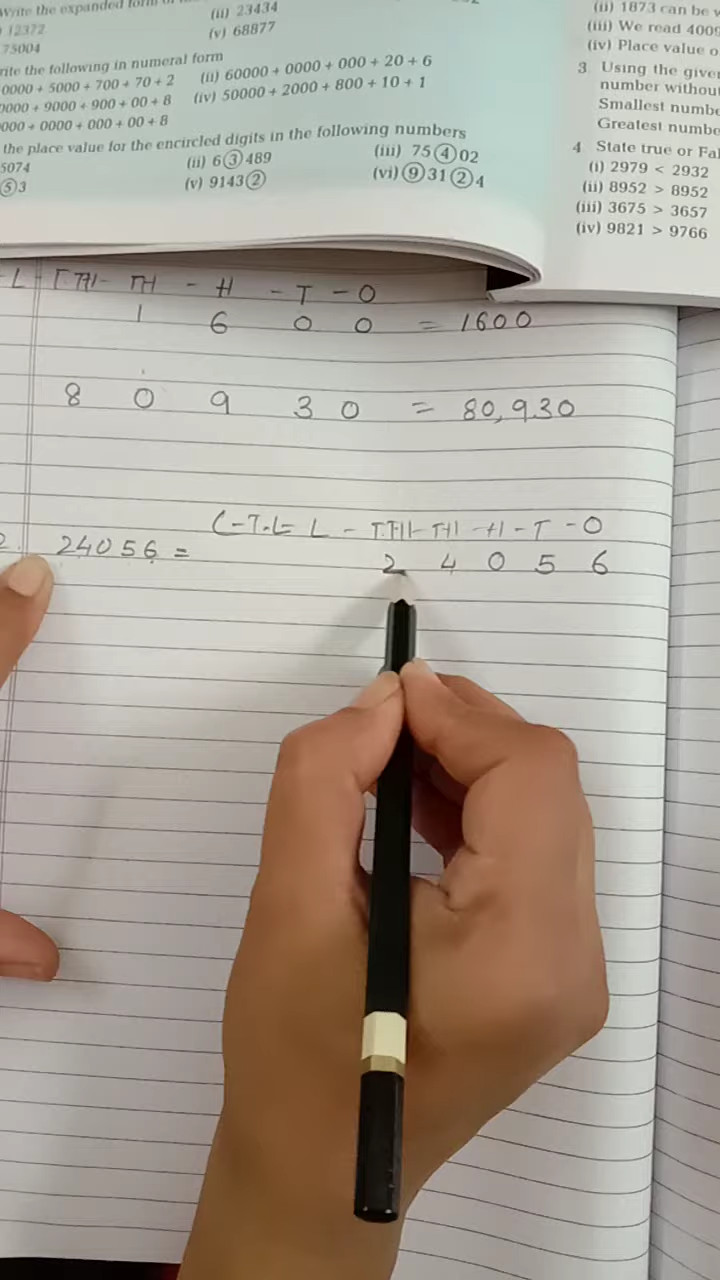 Write the expanded form of
12372
(ii) 23434
75004
(v) 68877
rite the following in numeral form
0000 + 5000 + 700 + 70 + 2
(ii) 60000 + 0000 + 000 + 20 + 6
0000 + 9000 + 900 + 00 + 8
(iv) 50000 + 2000 + 800 + 10 + 1
000 + 0000 + 000 + 00 + 8
the place value for the encircled digits in the following numbers
5074
(ii) 6③489
(iii) 75④02
⑤3
(v) 9143②
(vi) ⑨31②4
(ii) 1873 can be
(iii) We read 400
(iv) Place value o
3. Using the give
number without
Smallest numbe
Greatest numbe
4. State true or Fal
(i) 2979 < 2932
(ii) 8952 > 8952
(iii) 3675 > 3657
(iv) 9821 > 9766
L T.TH- TH - H - T - O
1 6 0 0 = 1600
8 0 9 3 0 = 80,930
C-T.L= L - T.TH- TH -H - T - O
2. 24056 =
2 4 0 5 6